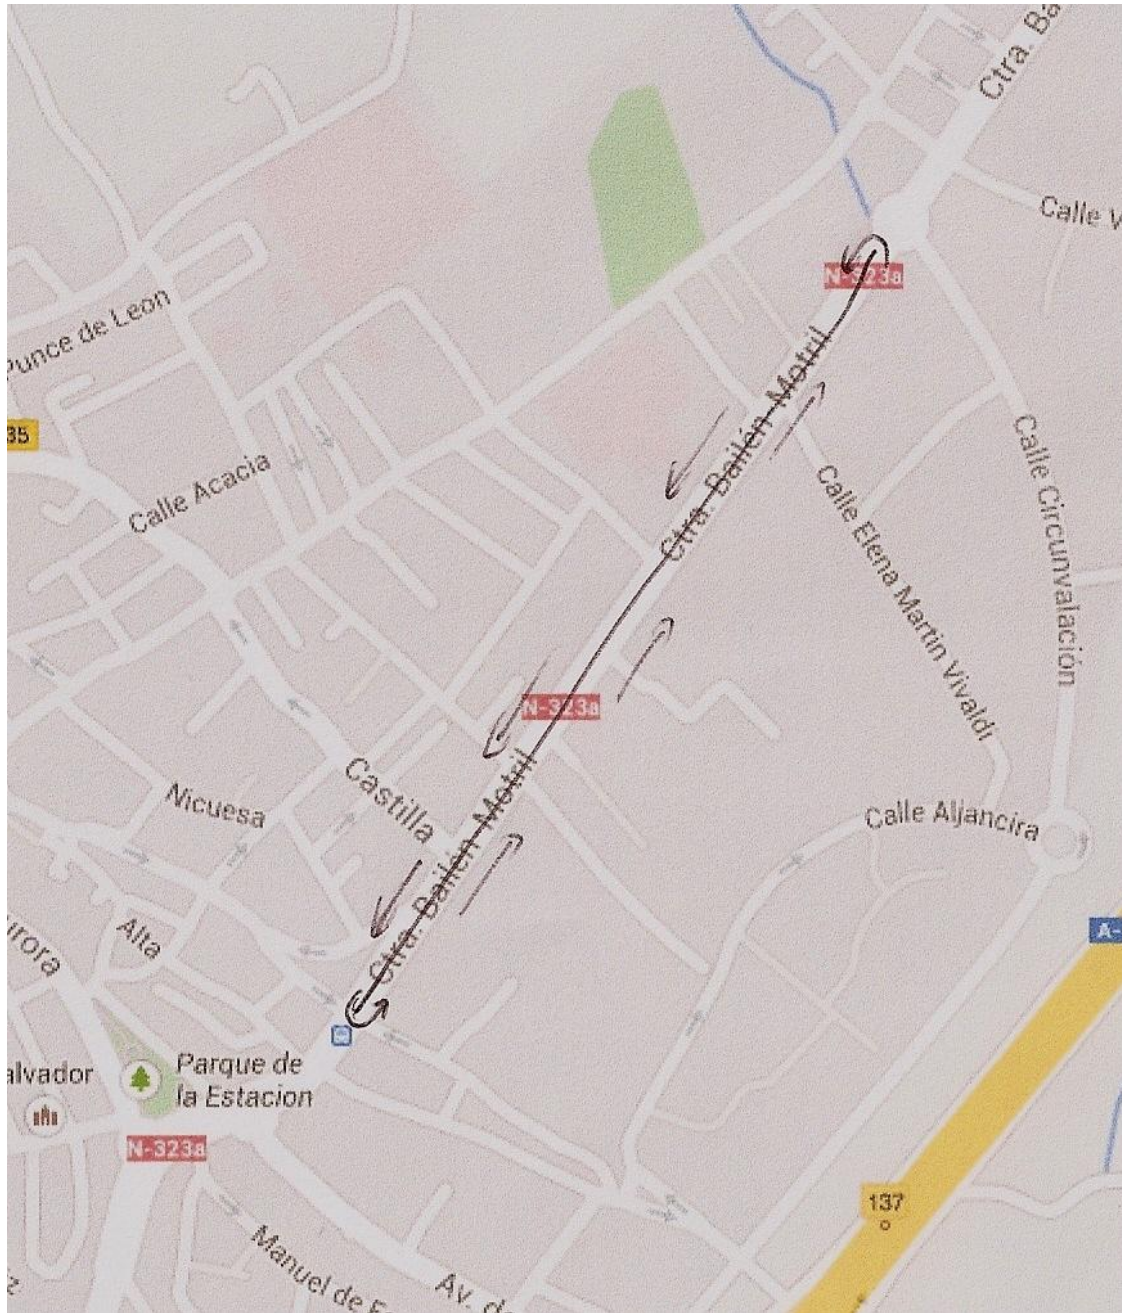 Ctra. Ba
Calle V
N-323a
Punce de Leon
35
Ctra. Bailén-Motril
Calle Acacia
Calle Elena Martin Vivaldi
Calle Circunvalación
N-323a
Castilla
Nicuesa
Ctra. Bailén-Motril
Calle Aljancira
Alta
urora
A-
Parque de
la Estacion
alvador
N-323a
137
Manuel de F
Av. de
z